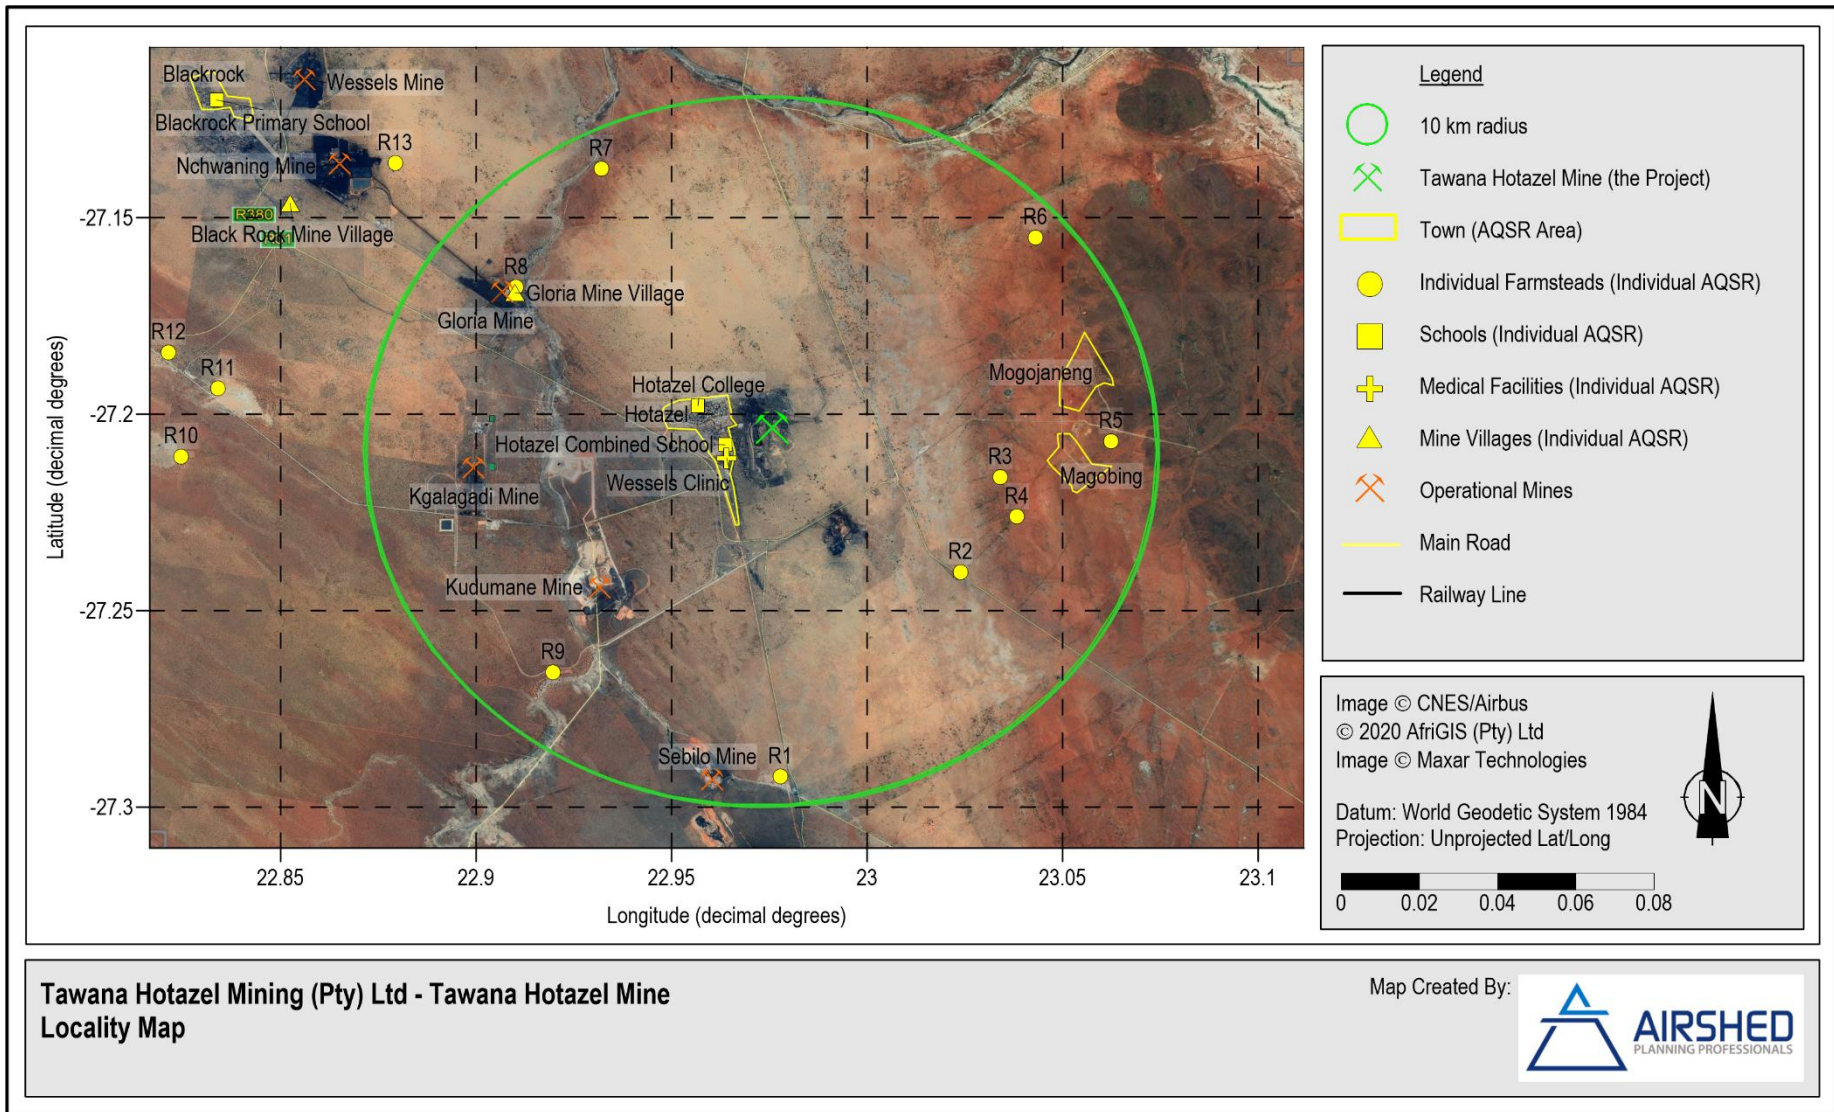 Blackrock
Wessels Mine
Blackrock Primary School
R13
Nchwaning Mine
R7
R380
Black Rock Mine Village
R6
R8
Gloria Mine Village
Gloria Mine
R12
R11
Hotazel College
Mogojaneng
Hotazel
R5
R10
Hotazel Combined School
R3
Wessels Clinic
Magobing
Kgalagadi Mine
R4
R2
Kudumane Mine
R9
Sebilo Mine
R1
-27.15
-27.2
-27.25
-27.3
Latitude (decimal degrees)
22.85
22.9
22.95
23
23.05
23.1
Longitude (decimal degrees)
Legend
10 km radius
Tawana Hotazel Mine (the Project)
Town (AQSR Area)
Individual Farmsteads (Individual AQSR)
Schools (Individual AQSR)
Medical Facilities (Individual AQSR)
Mine Villages (Individual AQSR)
Operational Mines
Main Road
Railway Line
Image © CNES/Airbus
© 2020 AfriGIS (Pty) Ltd
Image © Maxar Technologies
Datum: World Geodetic System 1984
Projection: Unprojected Lat/Long
N
0 0.02 0.04 0.06 0.08
Tawana Hotazel Mining (Pty) Ltd - Tawana Hotazel Mine
Locality Map
Map Created By:
AIRSHED
PLANNING PROFESSIONALS